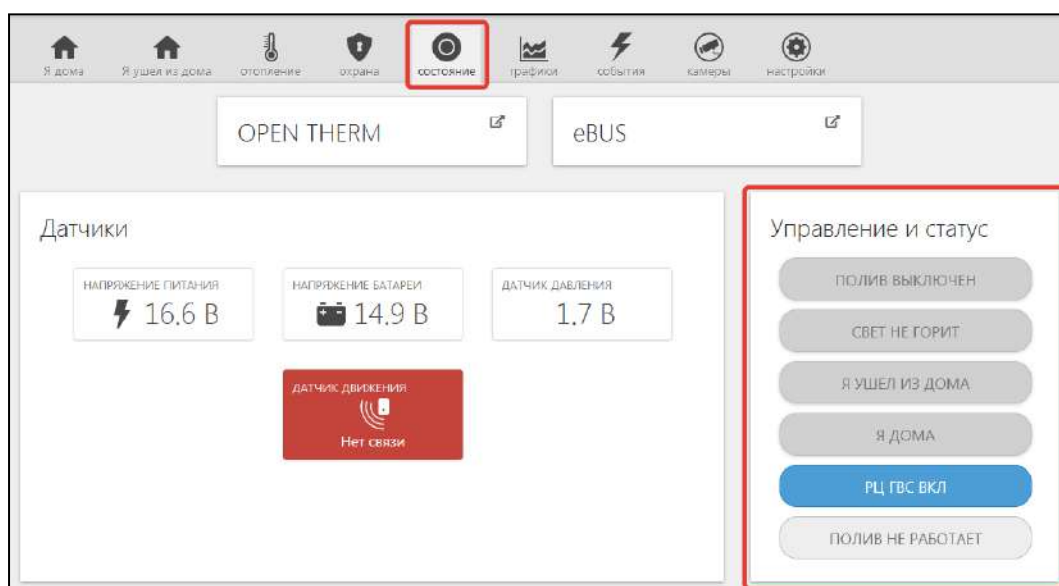 Я дома
Я ушел из дома
отопление
охрана
состояние
графики
события
камеры
настройки
OPEN THERM
eBUS
Датчики
НАПРЯЖЕНИЕ ПИТАНИЯ
16,6 В
НАПРЯЖЕНИЕ БАТАРЕИ
14,9 В
ДАТЧИК ДАВЛЕНИЯ
1,7 В
ДАТЧИК ДВИЖЕНИЯ
Нет связи
Управление и статус
ПОЛИВ ВЫКЛЮЧЕН
СВЕТ НЕ ГОРИТ
Я УШЕЛ ИЗ ДОМА
Я ДОМА
РЦ ГВС ВКЛ
ПОЛИВ НЕ РАБОТАЕТ